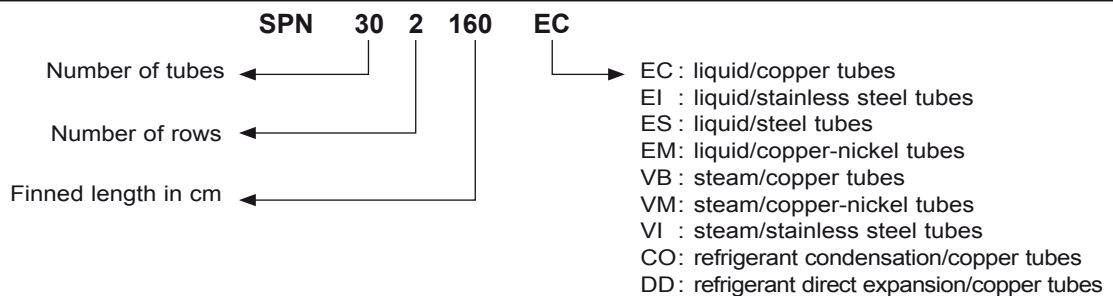 SPN 30 2 160 EC
Number of tubes
Number of rows
Finned length in cm
EC : liquid/copper tubes
EI : liquid/stainless steel tubes
ES : liquid/steel tubes
EM : liquid/copper-nickel tubes
VB : steam/copper tubes
VM : steam/copper-nickel tubes
VI : steam/stainless steel tubes
CO : refrigerant condensation/copper tubes
DD : refrigerant direct expansion/copper tubes